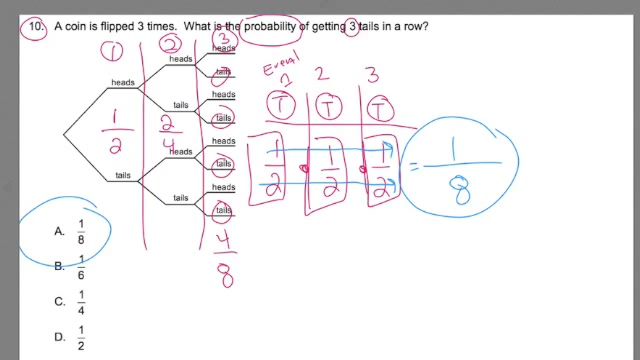 10. A coin is flipped 3 times. What is the probability of getting 3 tails in a row?
1 2 3
heads
heads
heads
tails
tails
heads
tails
tails
heads
heads
tails
tails
heads
tails
1/2 2/4 4/8
Event
1 2 3
T T T
1/2 • 1/2 • 1/2 = 1/8
A. 1/8
B. 1/6
C. 1/4
D. 1/2